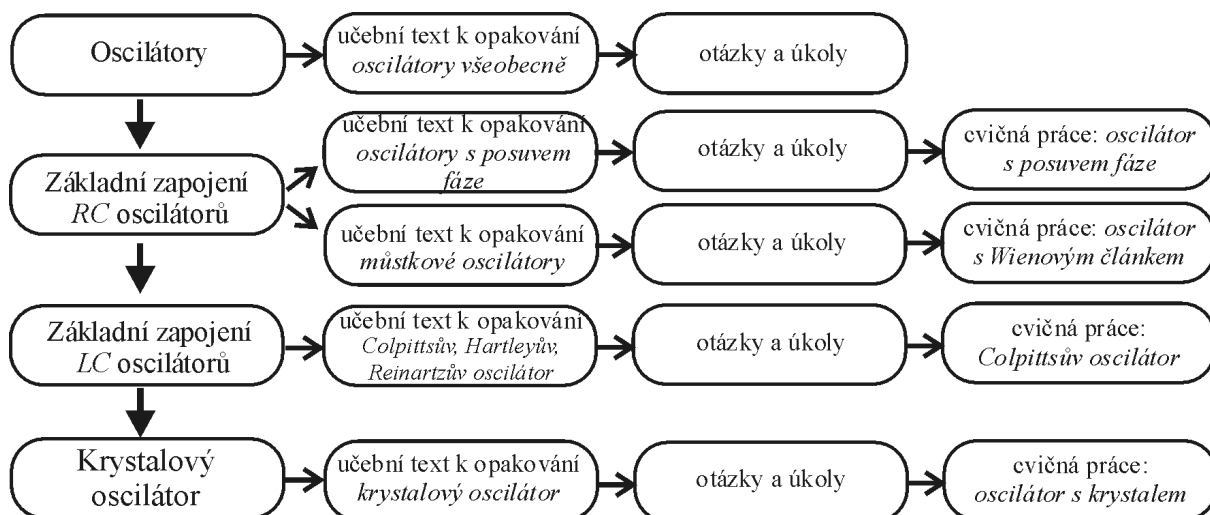 Oscilátory
učební text k opakování
oscilátory všeobecně
otázky a úkoly
Základní zapojení
RC oscilátorů
učební text k opakování
oscilátory s posuvem
fáze
otázky a úkoly
cvičná práce: oscilátor
s posuvem fáze
učební text k opakování
můstkové oscilátory
otázky a úkoly
cvičná práce: oscilátor
s Wienovým článkem
Základní zapojení
LC oscilátorů
učební text k opakování
Colpittsův, Hartleyův,
Reinartzův oscilátor
otázky a úkoly
cvičná práce:
Colpittsův oscilátor
Krystalový
oscilátor
učební text k opakování
krystalový oscilátor
otázky a úkoly
cvičná práce:
oscilátor s krystalem